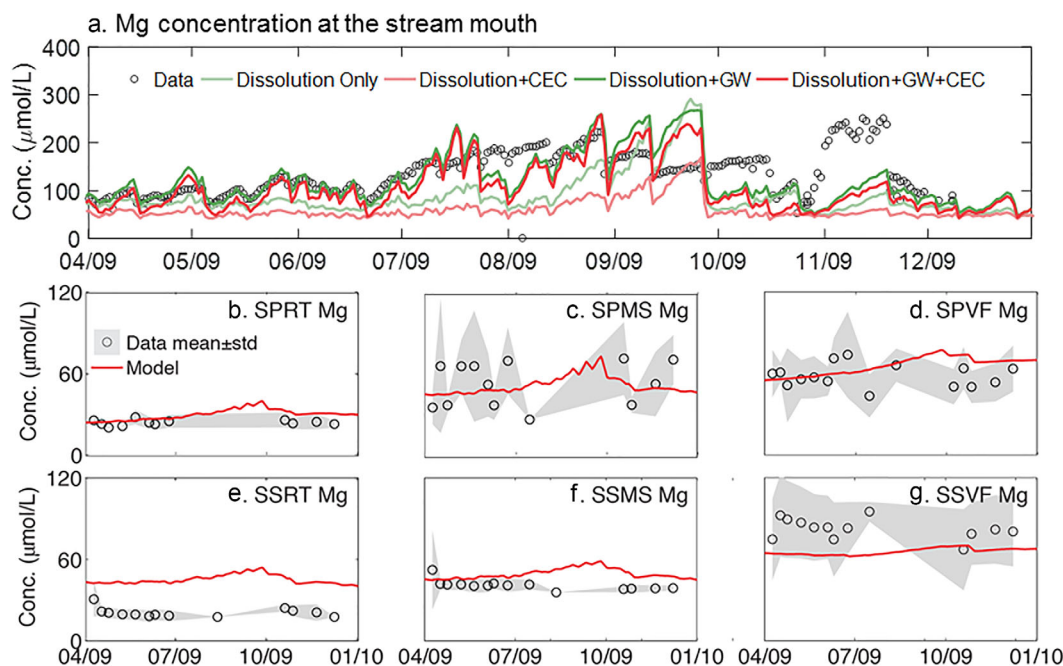 a. Mg concentration at the stream mouth
Conc. (μmol/L)
400
300
200
100
0
Data Dissolution Only Dissolution+CEC Dissolution+GW Dissolution+GW+CEC
04/09 05/09 06/09 07/09 08/09 09/09 10/09 11/09 12/09
Conc. (μmol/L)
120
60
0
b. SPRT Mg
Data mean±std
Model
c. SPMS Mg
d. SPVF Mg
Conc. (μmol/L)
120
60
0
e. SSRT Mg
f. SSMS Mg
g. SSVF Mg
04/09 07/09 10/09 01/10 04/09 07/09 10/09 01/10 04/09 07/09 10/09 01/10